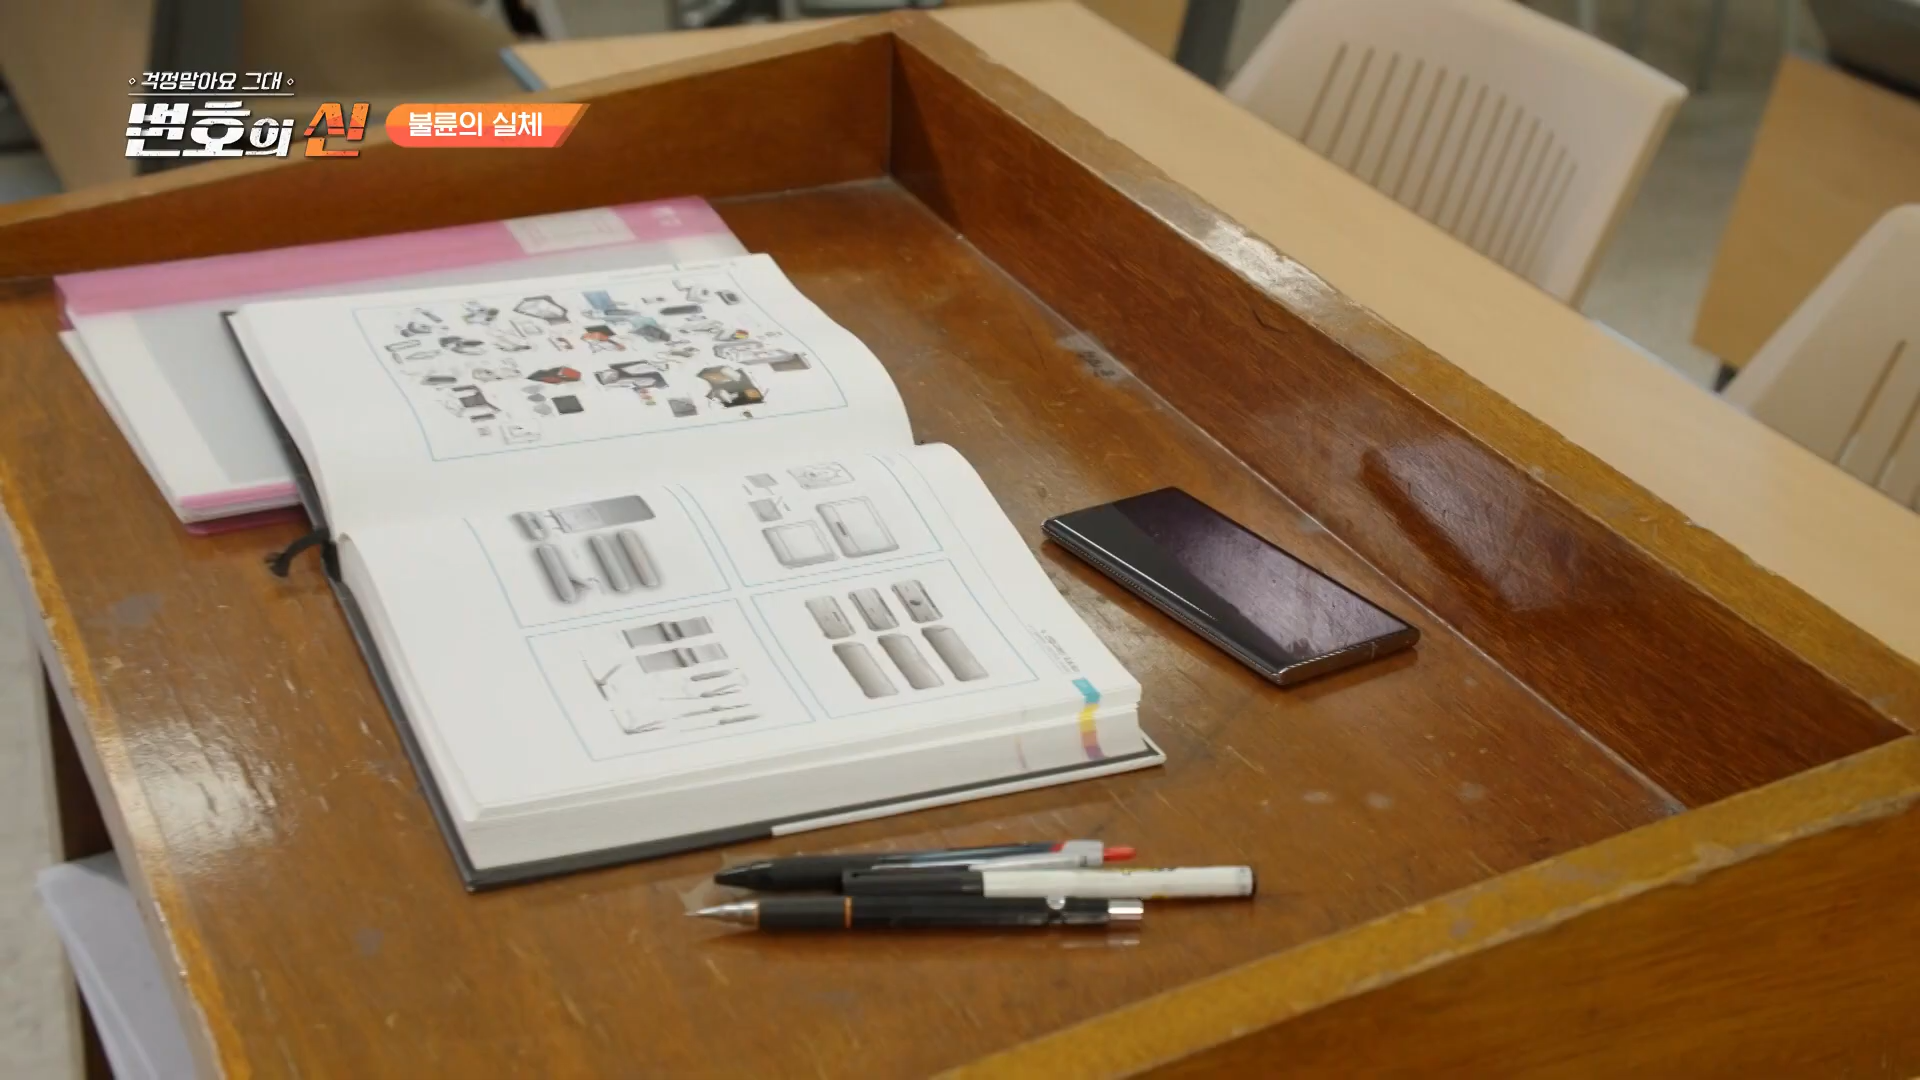 걱정말아요 그대
변호의 신
불륜의 실체